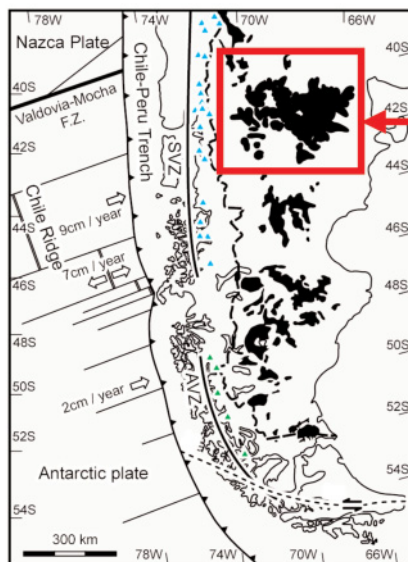 78W
70W
66W
Nazca Plate
40S
40S
Valdovia-Mocha
F.Z.
42S
42S
Chile-Peru Trench
SVZ
44S
44S
9cm / year
Chile Ridge
46S
46S
7cm / year
48S
48S
50S
50S
2cm / year
AVZ
52S
52S
Antarctic plate
54S
54S
300 km
78W
74W
70W
66W